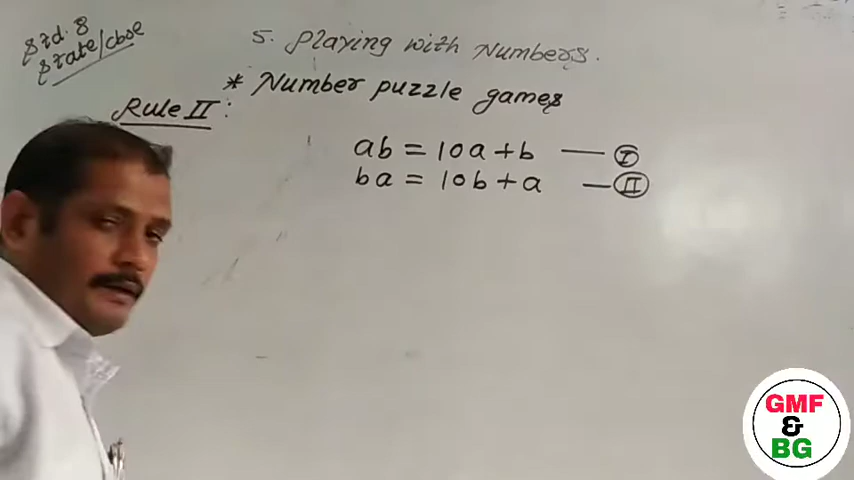 Std. 8
State/cbse
5. Playing with Numbers.
* Number puzzle games
Rule II :
ab = 10a + b — I
ba = 10b + a — II
GMF
&
BG